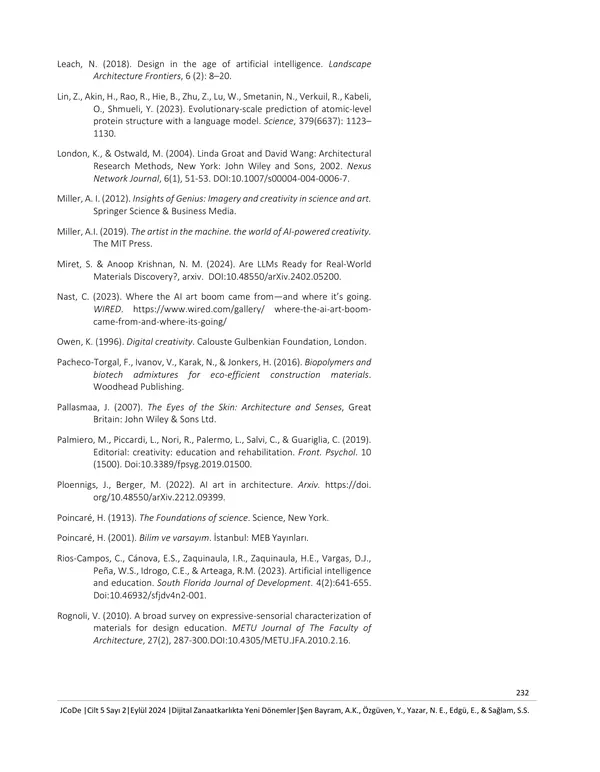 Leach, N. (2018). Design in the age of artificial intelligence. Landscape
Architecture Frontiers, 6 (2): 8–20.
Lin, Z., Akin, H., Rao, R., Hie, B., Zhu, Z., Lu, W., Smetanin, N., Verkuil, R., Kabeli,
O., Shmueli, Y. (2023). Evolutionary-scale prediction of atomic-level
protein structure with a language model. Science, 379(6637): 1123–
1130.
London, K., & Ostwald, M. (2004). Linda Groat and David Wang: Architectural
Research Methods, New York: John Wiley and Sons, 2002. Nexus
Network Journal, 6(1), 51-53. DOI:10.1007/s00004-004-0006-7.
Miller, A. I. (2012). Insights of Genius: Imagery and creativity in science and art.
Springer Science & Business Media.
Miller, A.I. (2019). The artist in the machine. the world of AI-powered creativity.
The MIT Press.
Miret, S. & Anoop Krishnan, N. M. (2024). Are LLMs Ready for Real-World
Materials Discovery?, arxiv. DOI:10.48550/arXiv.2402.05200.
Nast, C. (2023). Where the AI art boom came from—and where it's going.
WIRED. https://www.wired.com/gallery/ where-the-ai-art-boom-
came-from-and-where-its-going/
Owen, K. (1996). Digital creativity. Calouste Gulbenkian Foundation, London.
Pacheco-Torgal, F., Ivanov, V., Karak, N., & Jonkers, H. (2016). Biopolymers and
biotech admixtures for eco-efficient construction materials.
Woodhead Publishing.
Pallasmaa, J. (2007). The Eyes of the Skin: Architecture and Senses, Great
Britain: John Wiley & Sons Ltd.
Palmiero, M., Piccardi, L., Nori, R., Palermo, L., Salvi, C., & Guariglia, C. (2019).
Editorial: creativity: education and rehabilitation. Front. Psychol. 10
(1500). Doi:10.3389/fpsyg.2019.01500.
Ploennigs, J., Berger, M. (2022). AI art in architecture. Arxiv. https://doi.
org/10.48550/arXiv.2212.09399.
Poincaré, H. (1913). The Foundations of science. Science, New York.
Poincaré, H. (2001). Bilim ve varsayım. İstanbul: MEB Yayınları.
Rios-Campos, C., Cánova, E.S., Zaquinaula, I.R., Zaquinaula, H.E., Vargas, D.J.,
Peña, W.S., Idrogo, C.E., & Arteaga, R.M. (2023). Artificial intelligence
and education. South Florida Journal of Development. 4(2):641-655.
Doi:10.46932/sfjdv4n2-001.
Rognoli, V. (2010). A broad survey on expressive-sensorial characterization of
materials for design education. METU Journal of The Faculty of
Architecture, 27(2), 287-300.DOI:10.4305/METU.JFA.2010.2.16.
232
JCoDe |Cilt 5 Sayı 2|Eylül 2024 |Dijital Zanaatkarlıkta Yeni Dönemler|Şen Bayram, A.K., Özgüven, Y., Yazar, N. E., Edgü, E., & Sağlam, S.S.